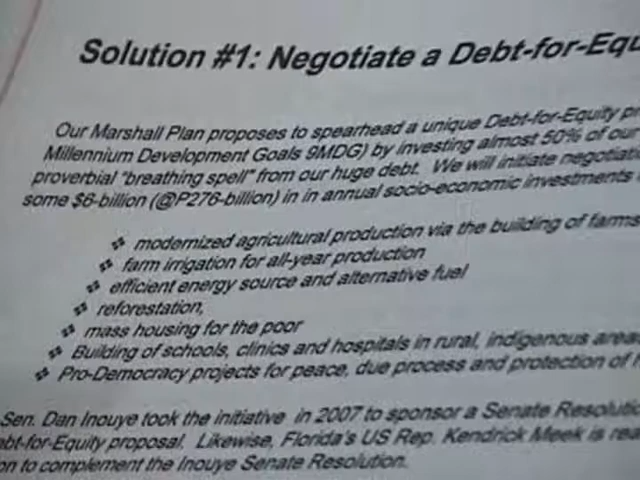 Solution #1: Negotiate a Debt-for-Equ
Our Marshall Plan proposes to spearhead a unique Debt-for-Equity p
Millennium Development Goals 9MDG) by investing almost 50% of our
proverbial "breathing spell" from our huge debt. We will initiate negotiati
some $6-billion (@P276-billion) in in annual socio-economic investments
❖ modernized agricultural production via the building of farms
❖ farm irrigation for all-year production
❖ efficient energy source and alternative fuel
❖ reforestation,
❖ mass housing for the poor
❖ Building of schools, clinics and hospitals in rural, indigenous area
❖ Pro-Democracy projects for peace, due process and protection of
Sen. Dan Inouye took the initiative in 2007 to sponsor a Senate Resolutio
ebt-for-Equity proposal. Likewise, Florida's US Rep. Kendrick Meek is rea
on to complement the Inouye Senate Resolution.